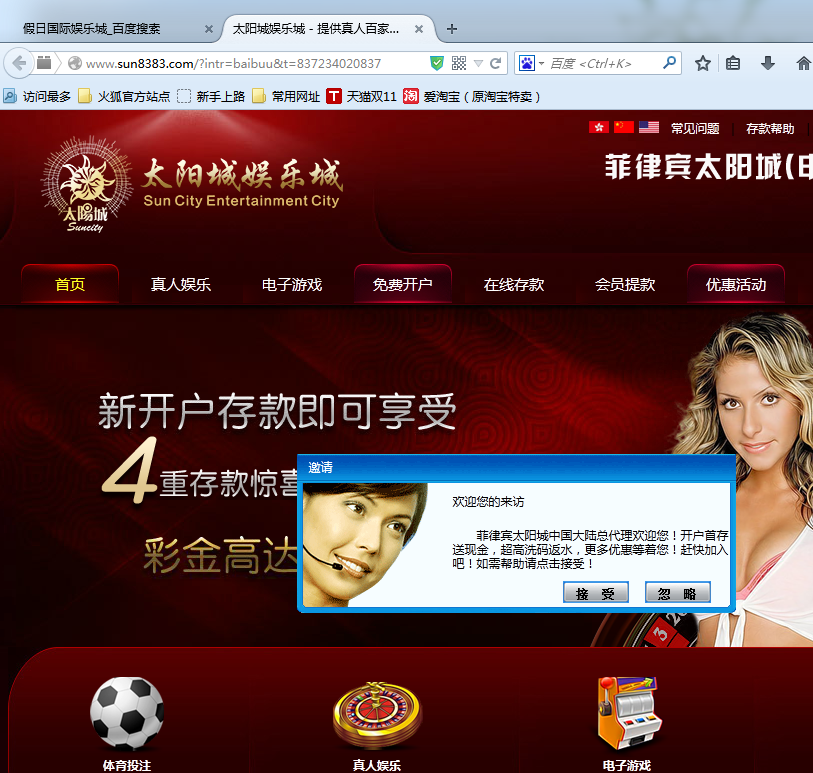 假日国际娱乐城_百度搜索
太阳城娱乐城 - 提供真人百家...
www.sun8383.com/?intr=baibuu&t=837234020837
百度 <Ctrl+K>
访问最多 火狐官方站点 新手上路 常用网址 天猫双11 爱淘宝（原淘宝特卖）
常见问题 存款帮助
菲律宾太阳城(申
太阳城娱乐城
Sun City Entertainment City
太陽城
Suncity
首页 真人娱乐 电子游戏 免费开户 在线存款 会员提款 优惠活动
新开户存款即可享受
4重存款惊喜
彩金高达
邀请
欢迎您的来访
菲律宾太阳城中国大陆总代理欢迎您！开户首存
送现金，超高洗码返水，更多优惠等着您！赶快加入
吧！如需帮助请点击接受！
接 受 忽 略
体育投注 真人娱乐 电子游戏